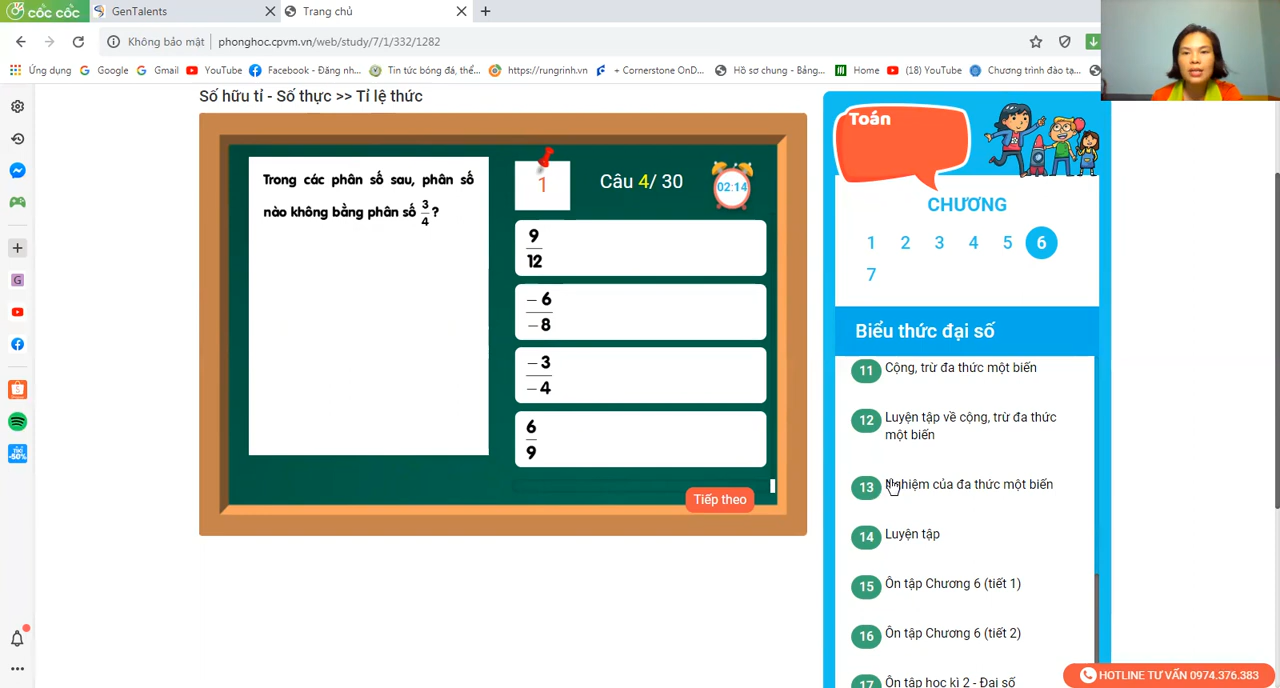 cốc cốc
GenTalents
Trang chủ
Không bảo mật
phonghoc.cpvm.vn/web/study/7/1/332/1282
Ứng dụng
Google
Gmail
YouTube
Facebook - Đăng nh...
Tin tức bóng đá, thể...
https://rungrinh.vn
+ Cornerstone OnD...
Hồ sơ chung - Bảng...
Home
(18) YouTube
Chương trình đào tạ...
Số hữu tỉ - Số thực >> Tỉ lệ thức
Trong các phân số sau, phân số
nào không bằng phân số 3/4?
1
Câu 4/ 30
02:14
9/12
-6/-8
-3/-4
6/9
Tiếp theo
Toán
CHƯƠNG
1 2 3 4 5 6
7
Biểu thức đại số
11 Cộng, trừ đa thức một biến
12 Luyện tập về cộng, trừ đa thức
một biến
13 Nghiệm của đa thức một biến
14 Luyện tập
15 Ôn tập Chương 6 (tiết 1)
16 Ôn tập Chương 6 (tiết 2)
17 Ôn tập học kì 2 - Đại số
HOTLINE TƯ VẤN 0974.376.383
G